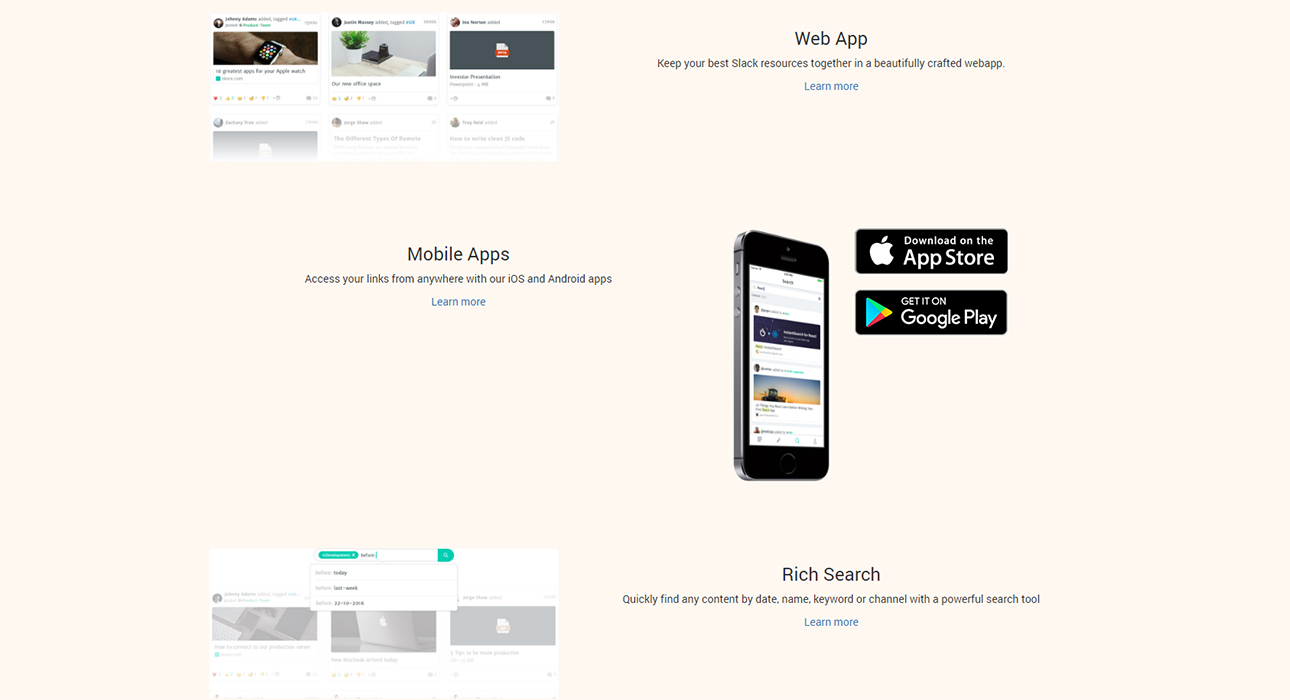 Johnny Adams added, tagged #UX...
Justin Massey added, tagged #UX
Ina Norton added
10 greatest apps for your Apple watch
Our new office space
Investor Presentation
Zachary Tran added
Jorge Shaw added
Troy Reid added
The Different Types Of Remote
How to write clean JS code
Web App
Keep your best Slack resources together in a beautifully crafted webapp.
Learn more
Mobile Apps
Access your links from anywhere with our iOS and Android apps
Learn more
Search
Download on the
App Store
GET IT ON
Google Play
before:
before: today
before: last-week
before: 23-10-2016
Johnny Adams added, tagged #UX...
Jorge Shaw added
How to connect to our production server
New Macbook arrived today
5 Tips to be more productive
Rich Search
Quickly find any content by date, name, keyword or channel with a powerful search tool
Learn more